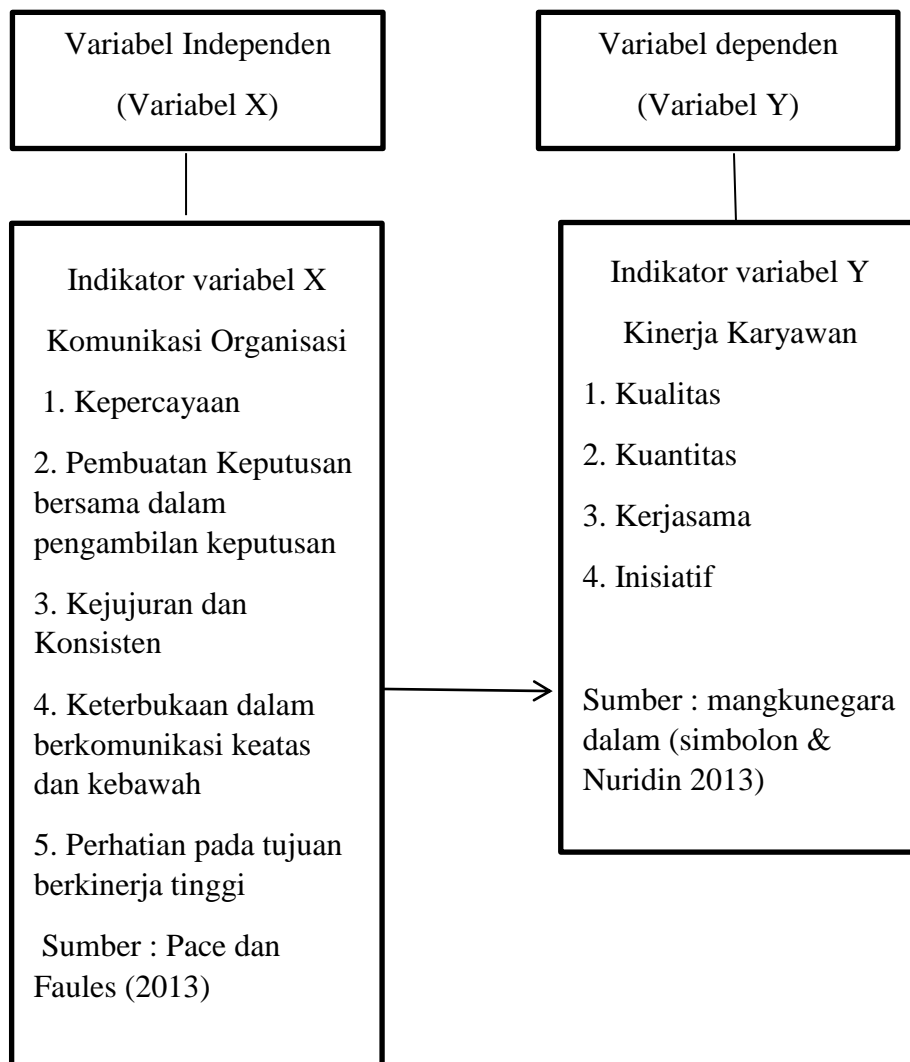 Variabel Independen
(Variabel X)
Variabel dependen
(Variabel Y)
Indikator variabel X
Komunikasi Organisasi
1. Kepercayaan
2. Pembuatan Keputusan
bersama dalam
pengambilan keputusan
3. Kejujuran dan
Konsisten
4. Keterbukaan dalam
berkomunikasi keatas
dan kebawah
5. Perhatian pada tujuan
berkinerja tinggi
Sumber : Pace dan
Faules (2013)
Indikator variabel Y
Kinerja Karyawan
1. Kualitas
2. Kuantitas
3. Kerjasama
4. Inisiatif
Sumber : mangkunegara
dalam (simbolon &
Nuridin 2013)